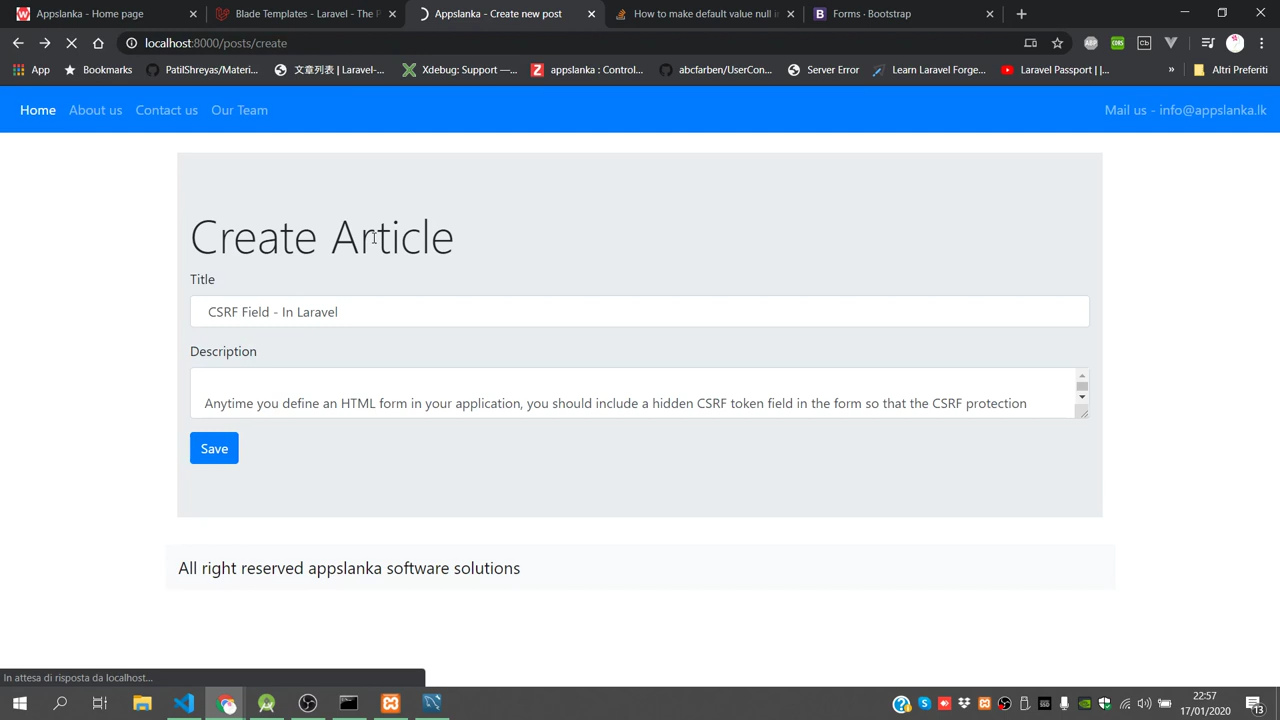 Appslanka - Home page
Blade Templates - Laravel - The P
Appslanka - Create new post
How to make default value null i
Forms · Bootstrap
localhost:8000/posts/create
App
Bookmarks
PatilShreyas/Materi...
文章列表 | Laravel-...
Xdebug: Support —...
appslanka : Control...
abcfarben/UserCon...
Server Error
Learn Laravel Forge...
Laravel Passport | |...
»
Altri Preferiti
Home
About us
Contact us
Our Team
Mail us - info@appslanka.lk
Create Article
Title
CSRF Field - In Laravel
Description
Anytime you define an HTML form in your application, you should include a hidden CSRF token field in the form so that the CSRF protection
Save
All right reserved appslanka software solutions
In attesa di risposta da localhost...
22:57
17/01/2020
13